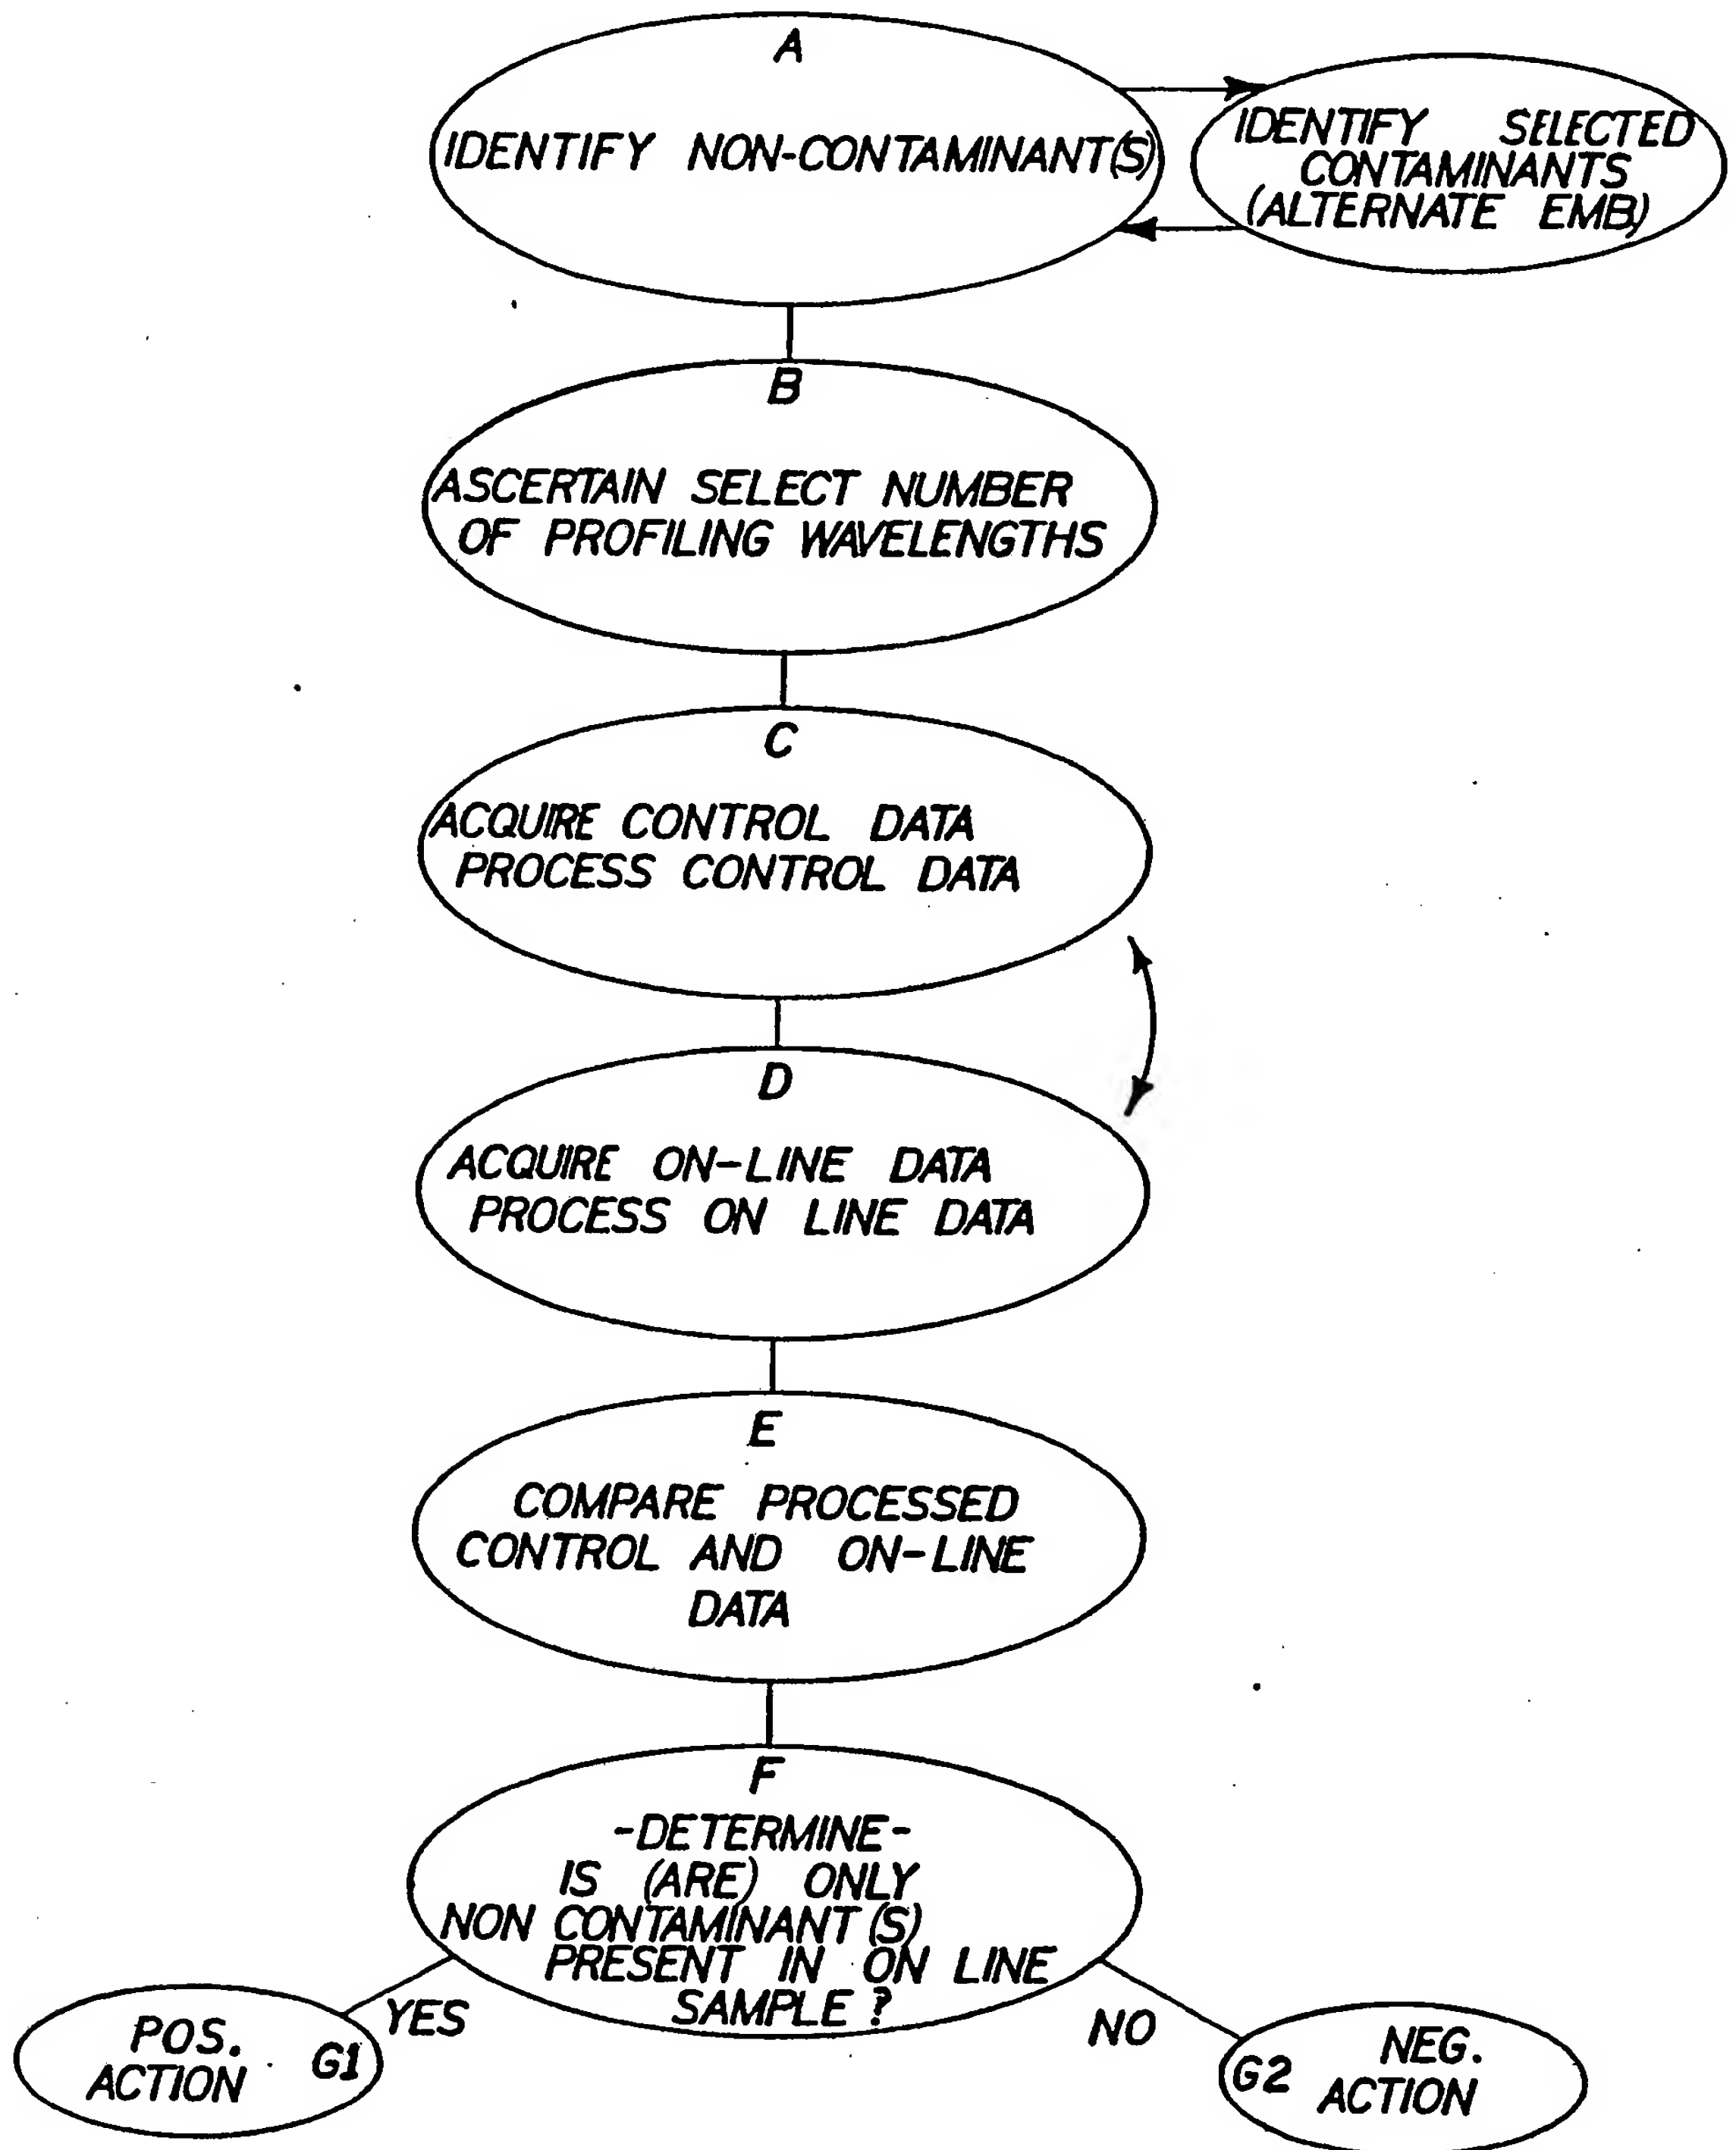 A
IDENTIFY NON-CONTAMINANT(S)
IDENTIFY SELECTED
CONTAMINANTS
(ALTERNATE EMB)
B
ASCERTAIN SELECT NUMBER
OF PROFILING WAVELENGTHS
C
ACQUIRE CONTROL DATA
PROCESS CONTROL DATA
D
ACQUIRE ON-LINE DATA
PROCESS ON LINE DATA
E
COMPARE PROCESSED
CONTROL AND ON-LINE
DATA
F
-DETERMINE-
IS (ARE) ONLY
NON CONTAMINANT(S)
PRESENT IN ON LINE
SAMPLE?
YES
NO
POS.
ACTION G1
NEG.
G2 ACTION